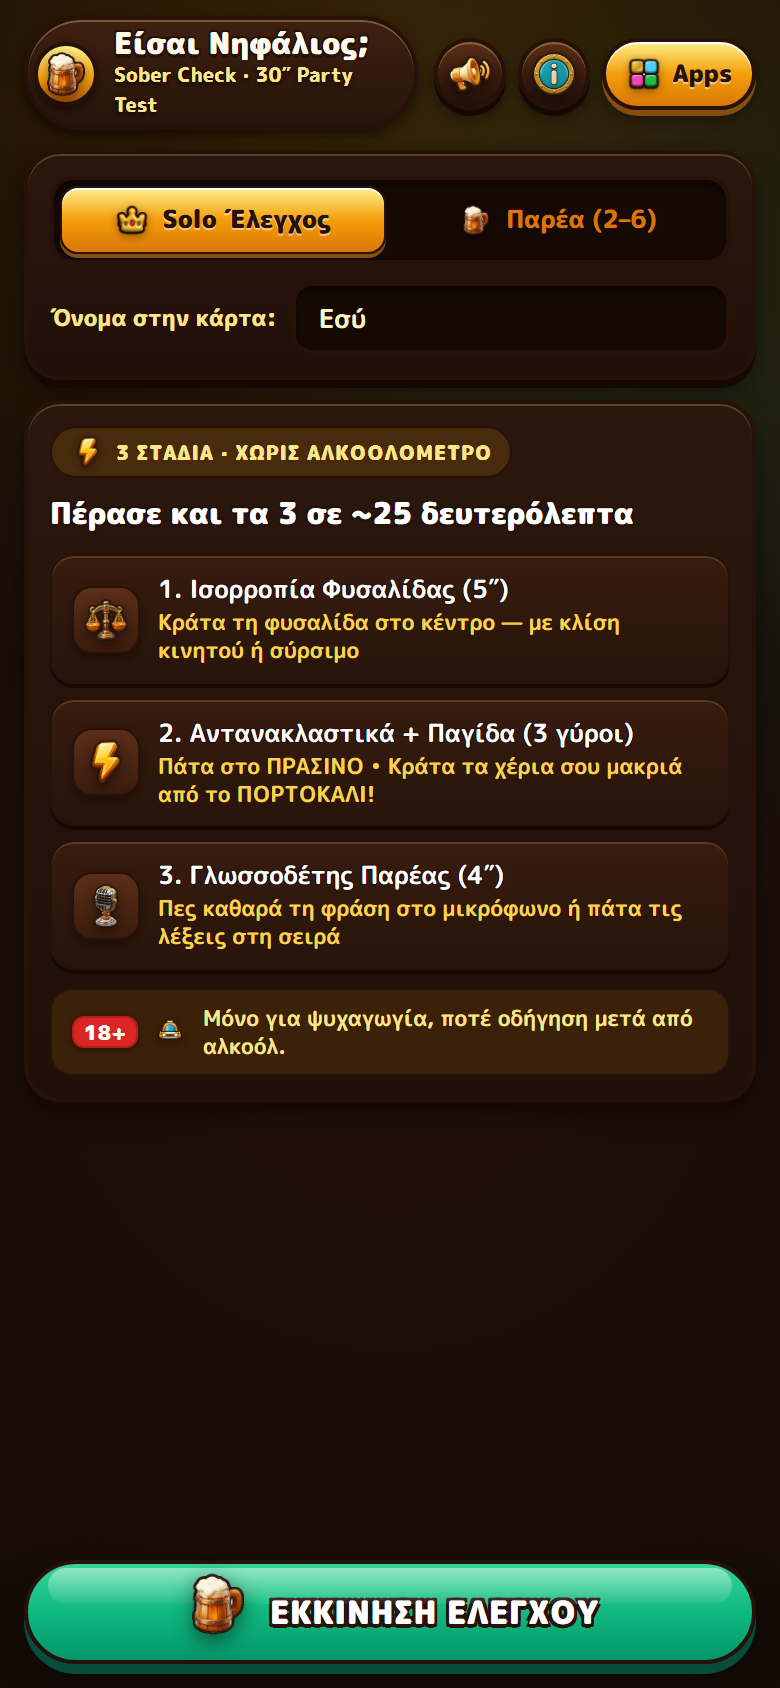 Είσαι Νηφάλιος;
Sober Check · 30″ Party
Test
Apps
Solo Έλεγχος
Παρέα (2–6)
Όνομα στην κάρτα:
Εσύ
3 ΣΤΑΔΙΑ · ΧΩΡΙΣ ΑΛΚΟΟΛΟΜΕΤΡΟ
Πέρασε και τα 3 σε ~25 δευτερόλεπτα
1. Ισορροπία Φυσαλίδας (5″)
Κράτα τη φυσαλίδα στο κέντρο — με κλίση
κινητού ή σύρσιμο
2. Αντανακλαστικά + Παγίδα (3 γύροι)
Πάτα στο ΠΡΑΣΙΝΟ • Κράτα τα χέρια σου μακριά
από το ΠΟΡΤΟΚΑΛΙ!
3. Γλωσσοδέτης Παρέας (4″)
Πες καθαρά τη φράση στο μικρόφωνο ή πάτα τις
λέξεις στη σειρά
18+
Μόνο για ψυχαγωγία, ποτέ οδήγηση μετά από
αλκοόλ.
ΕΚΚΙΝΗΣΗ ΕΛΕΓΧΟΥ